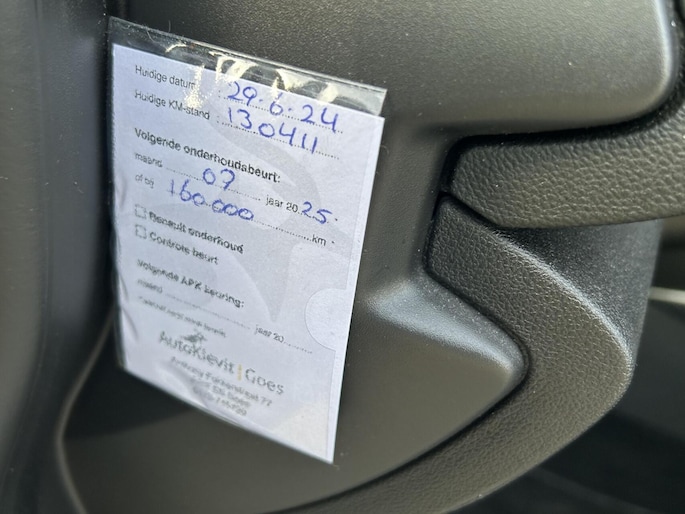 Huidige datum : 29.6.24
Huidige KM-stand : 130411
Volgende onderhoudsbeurt:
maand 07 jaar 20 25.
of bij 160.000 km
Renault onderhoud
Controle beurt
Volgende APK keuring:
maand jaar 20
AutoKievit | Goes